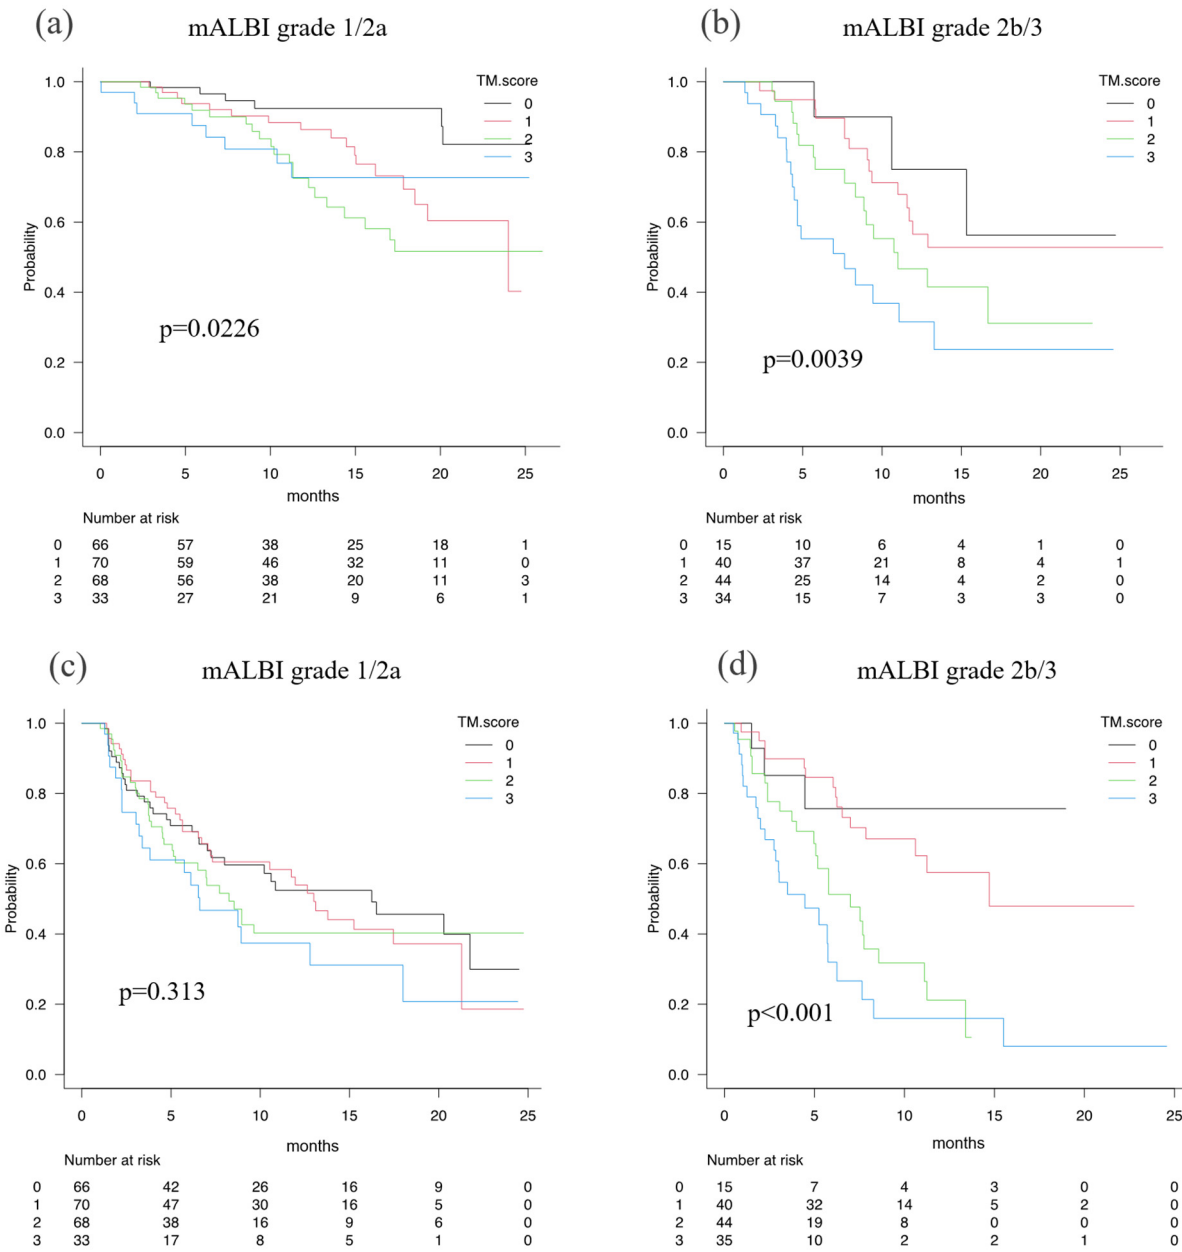 (a)
mALBI grade 1/2a
TM.score
0
1
2
3
1.0
0.8
0.6
0.4
0.2
0.0
Probability
p=0.0226
0 5 10 15 20 25
months
Number at risk
0 66 57 38 25 18 1
1 70 59 46 32 11 0
2 68 56 38 20 11 3
3 33 27 21 9 6 1
(b)
mALBI grade 2b/3
TM.score
0
1
2
3
1.0
0.8
0.6
0.4
0.2
0.0
Probability
p=0.0039
0 5 10 15 20 25
months
Number at risk
0 15 10 6 4 1 0
1 40 37 21 8 4 1
2 44 25 14 4 2 0
3 34 15 7 3 3 0
(c)
mALBI grade 1/2a
TM.score
0
1
2
3
1.0
0.8
0.6
0.4
0.2
0.0
Probability
p=0.313
0 5 10 15 20 25
months
Number at risk
0 66 42 26 16 9 0
1 70 47 30 16 5 0
2 68 38 16 9 6 0
3 33 17 8 5 1 0
(d)
mALBI grade 2b/3
TM.score
0
1
2
3
1.0
0.8
0.6
0.4
0.2
0.0
Probability
p<0.001
0 5 10 15 20 25
months
Number at risk
0 15 7 4 3 0 0
1 40 32 14 5 2 0
2 44 19 8 0 0 0
3 35 10 2 2 1 0